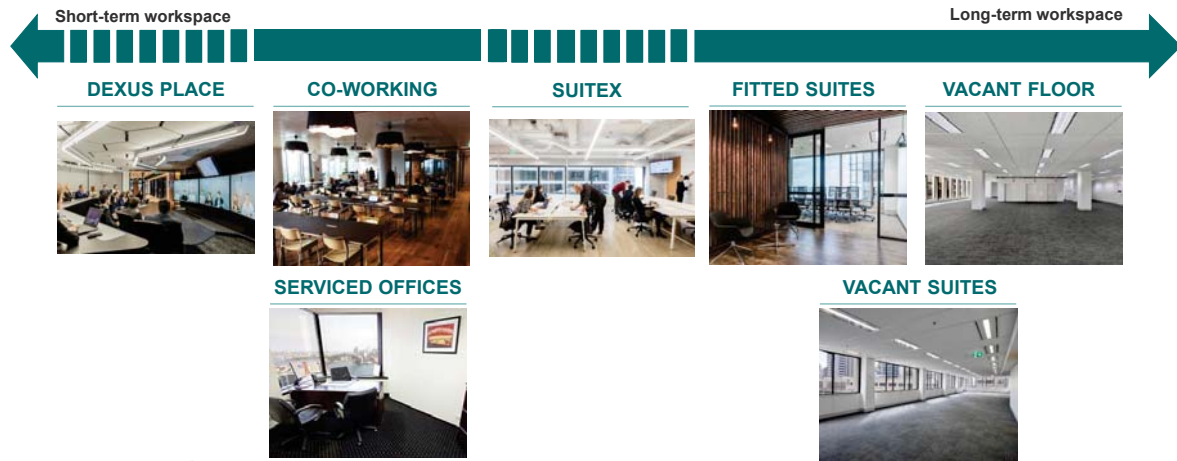 Short-term workspace
Long-term workspace
DEXUS PLACE
CO-WORKING
SUITEX
FITTED SUITES
VACANT FLOOR
SERVICED OFFICES
VACANT SUITES